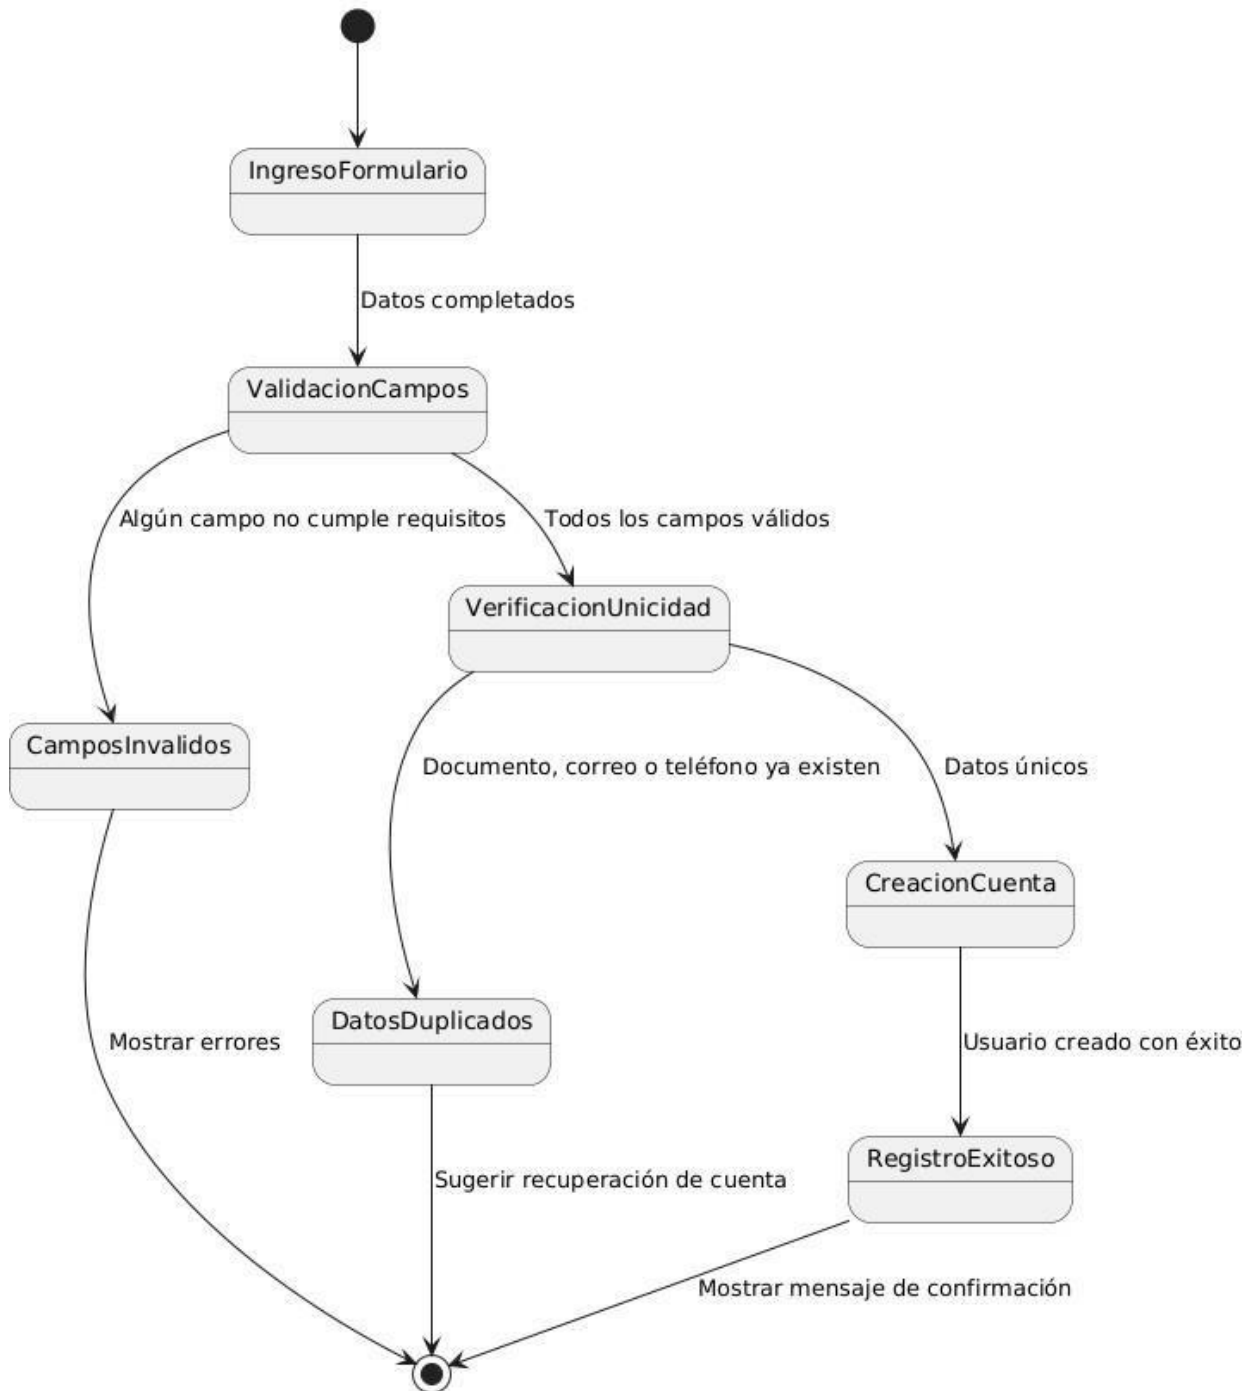 IngresoFormulario
Datos completados
ValidacionCampos
Algún campo no cumple requisitos
Todos los campos válidos
VerificacionUnicidad
CamposInvalidos
Documento, correo o teléfono ya existen
Datos únicos
CreacionCuenta
DatosDuplicados
Mostrar errores
Usuario creado con éxito
RegistroExitoso
Sugerir recuperación de cuenta
Mostrar mensaje de confirmación